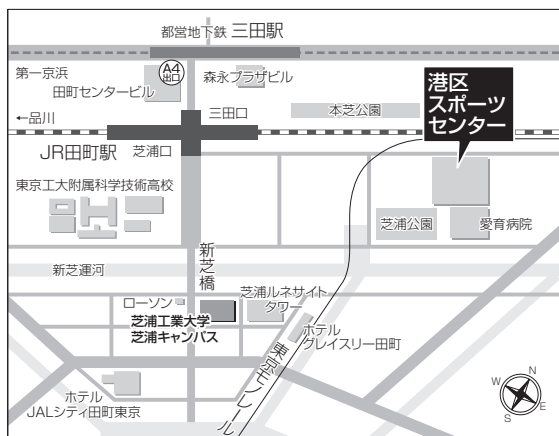 都営地下鉄 三田駅
第一京浜
A4
出口
田町センタービル
森永プラザビル
←品川
三田口
本芝公園
港区
スポーツ
センター
JR田町駅
芝浦口
東京工大附属科学技術高校
芝浦公園
愛育病院
新芝運河
新芝橋
ローソン
芝浦工業大学
芝浦キャンパス
芝浦ルネサイト
タワー
ホテル
グレイスリー田町
東京モノレール
ホテル
JALシティ田町東京
N
W
E
S